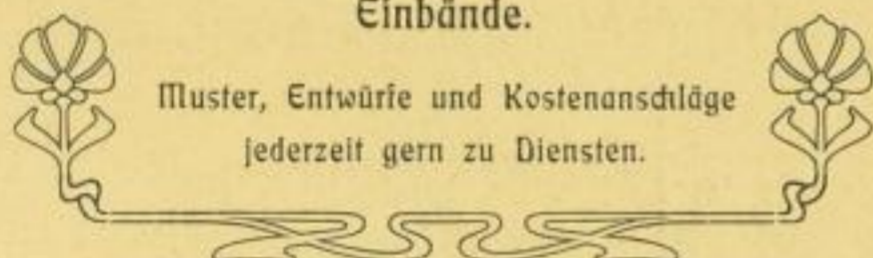 Einbände.
Muster, Entwürfe und Kostenanschläge
jederzeit gern zu Diensten.